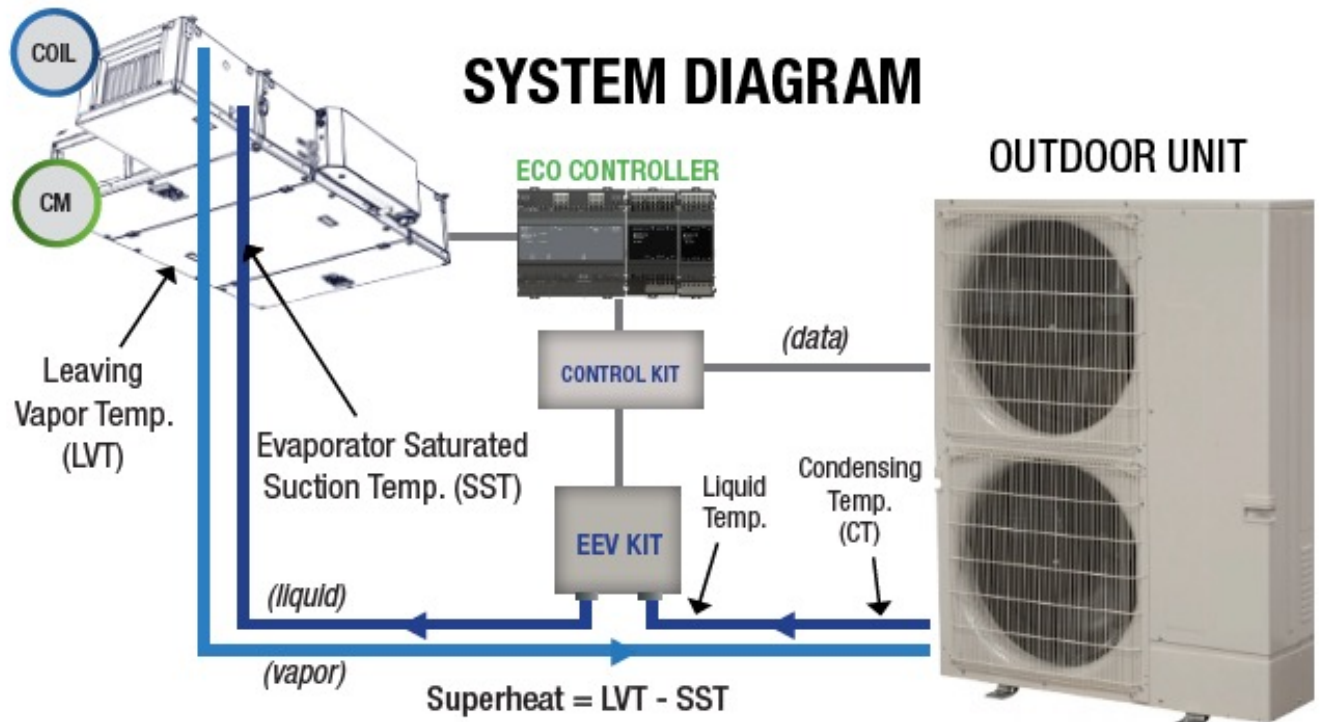 COIL
SYSTEM DIAGRAM
ECO CONTROLLER
OUTDOOR UNIT
CM
(data)
CONTROL KIT
Leaving
Vapor Temp.
(LVT)
Evaporator Saturated
Suction Temp. (SST)
Liquid
Temp.
Condensing
Temp.
(CT)
EEV KIT
(liquid)
(vapor)
Superheat = LVT - SST